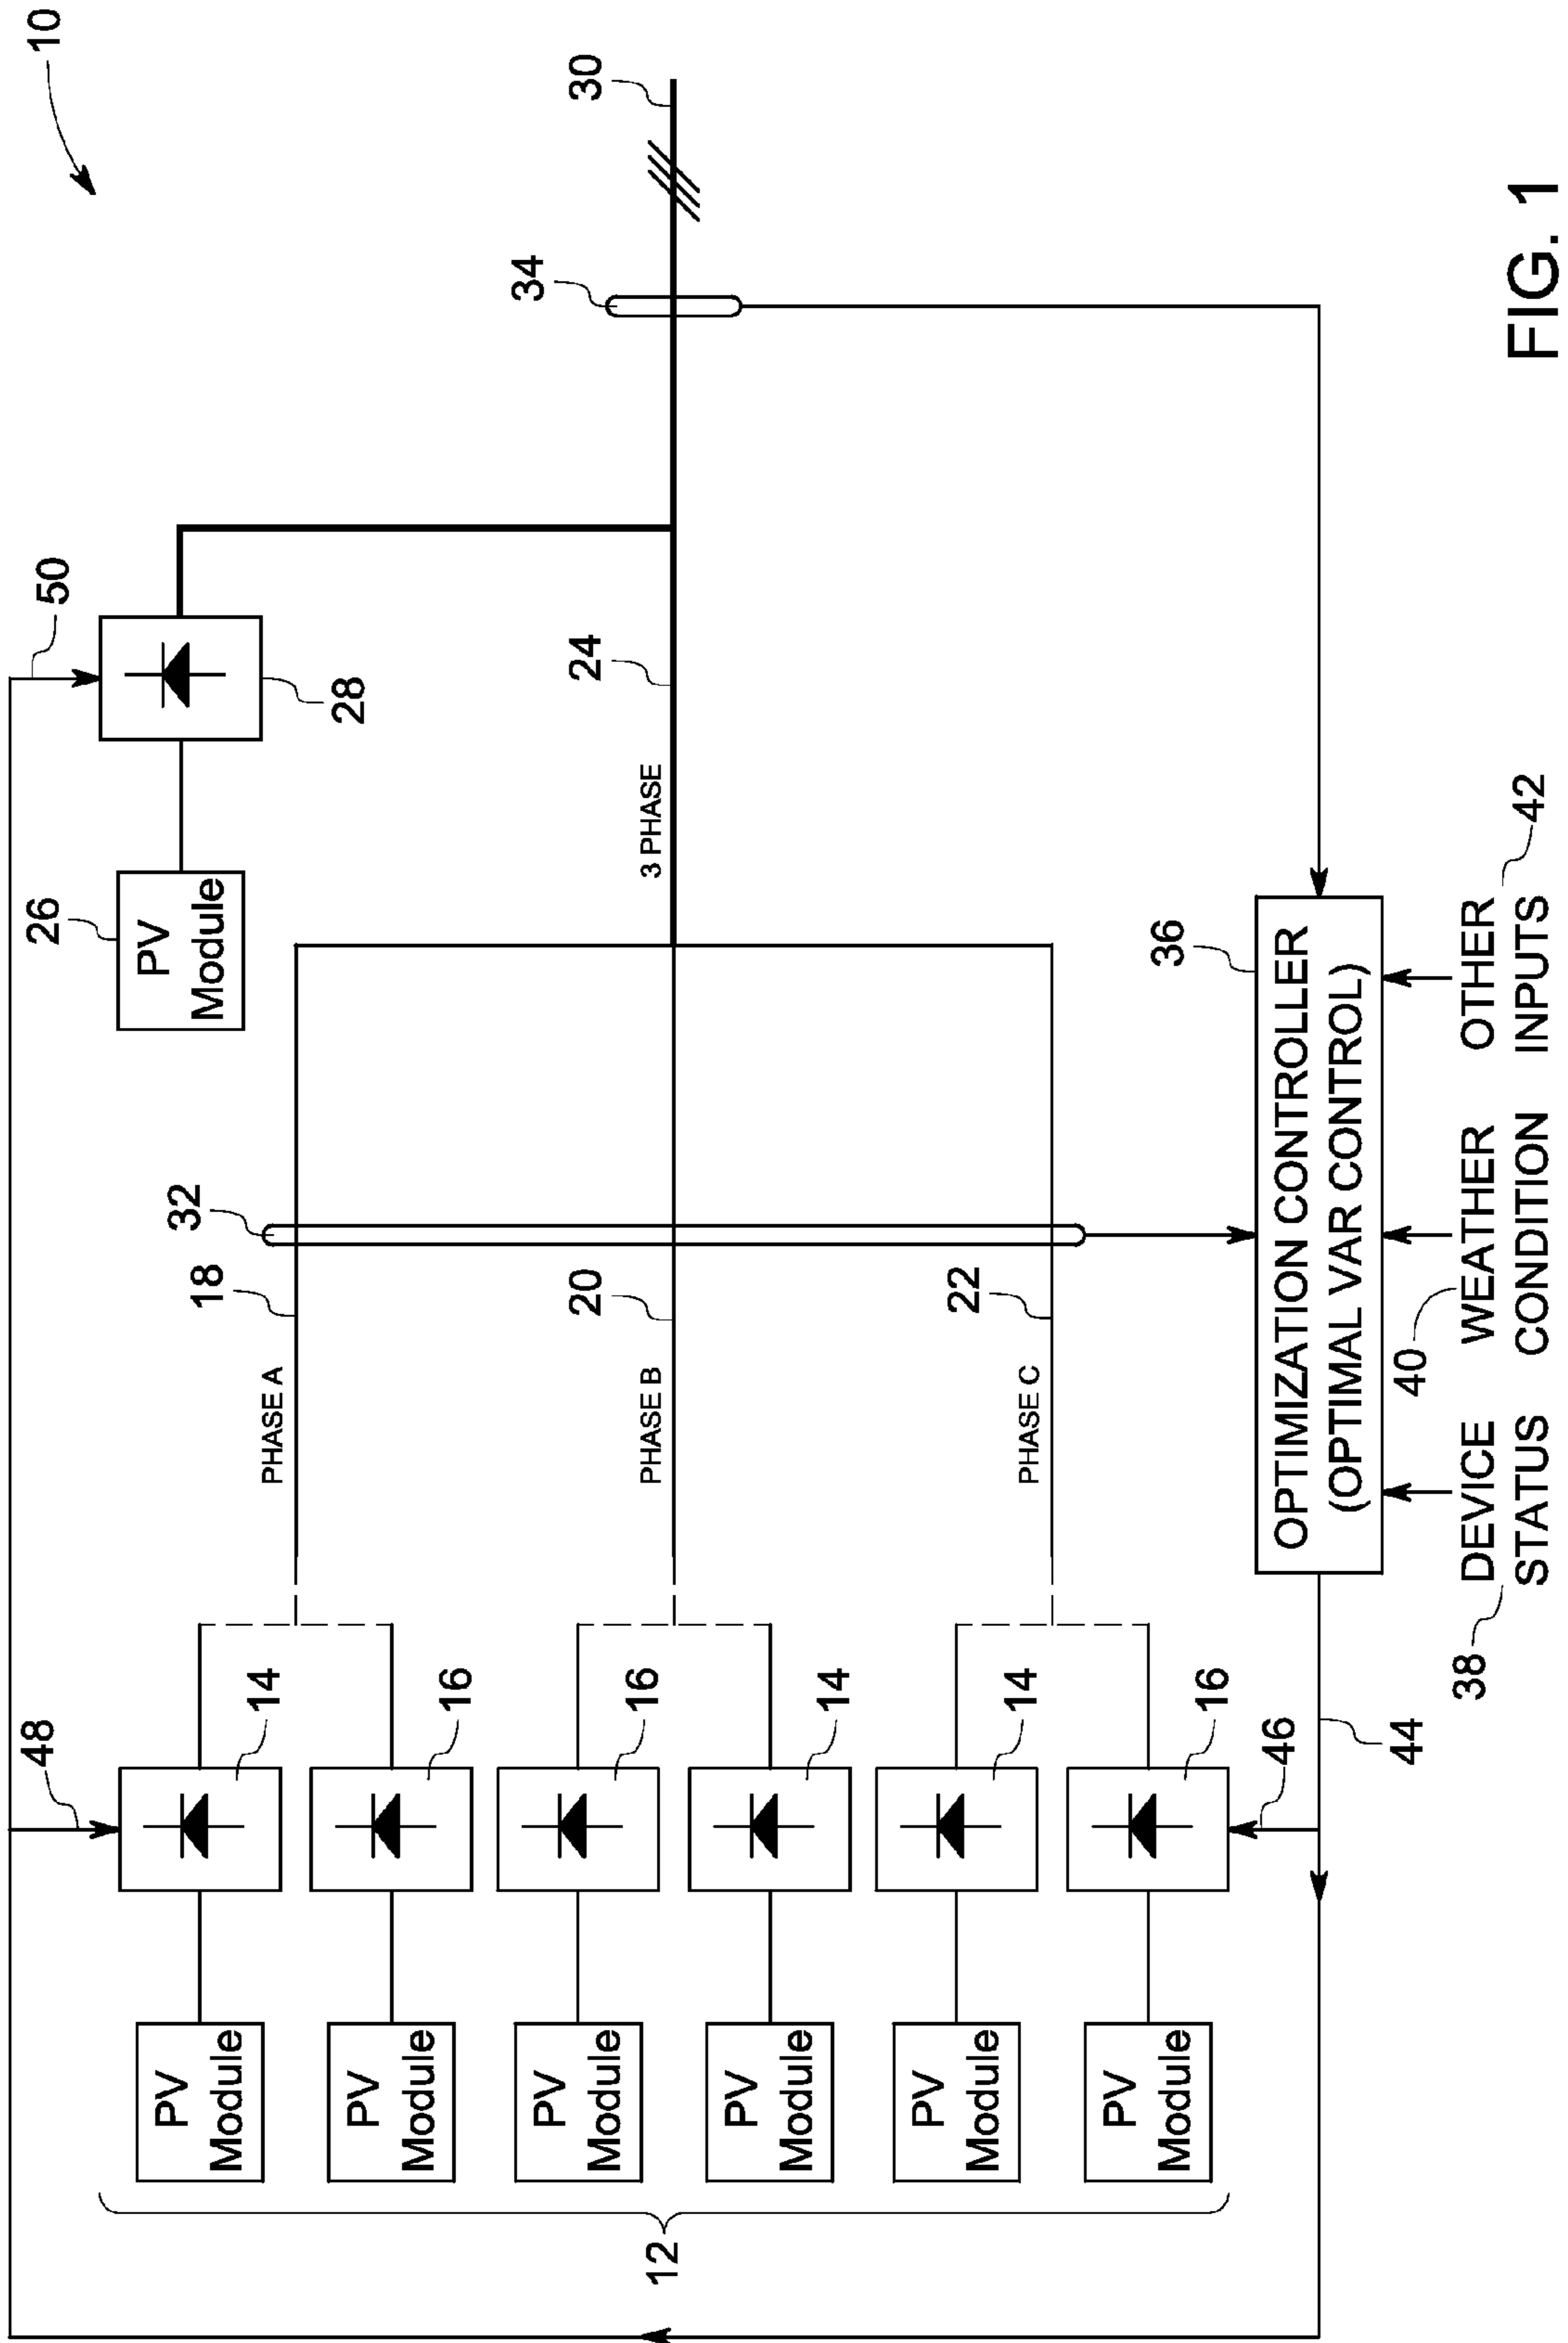 10
50
48
26
PV
Module
28
14
PV
Module
32
18
PHASE A
16
PV
Module
34
30
24
3 PHASE
20
PHASE B
16
PV
Module
12
14
PV
Module
22
PHASE C
14
PV
Module
16
PV
Module
46
44
36
OPTIMIZATION CONTROLLER
(OPTIMAL VAR CONTROL)
38
DEVICE
STATUS
40
WEATHER
CONDITION
OTHER
INPUTS
42
FIG. 1